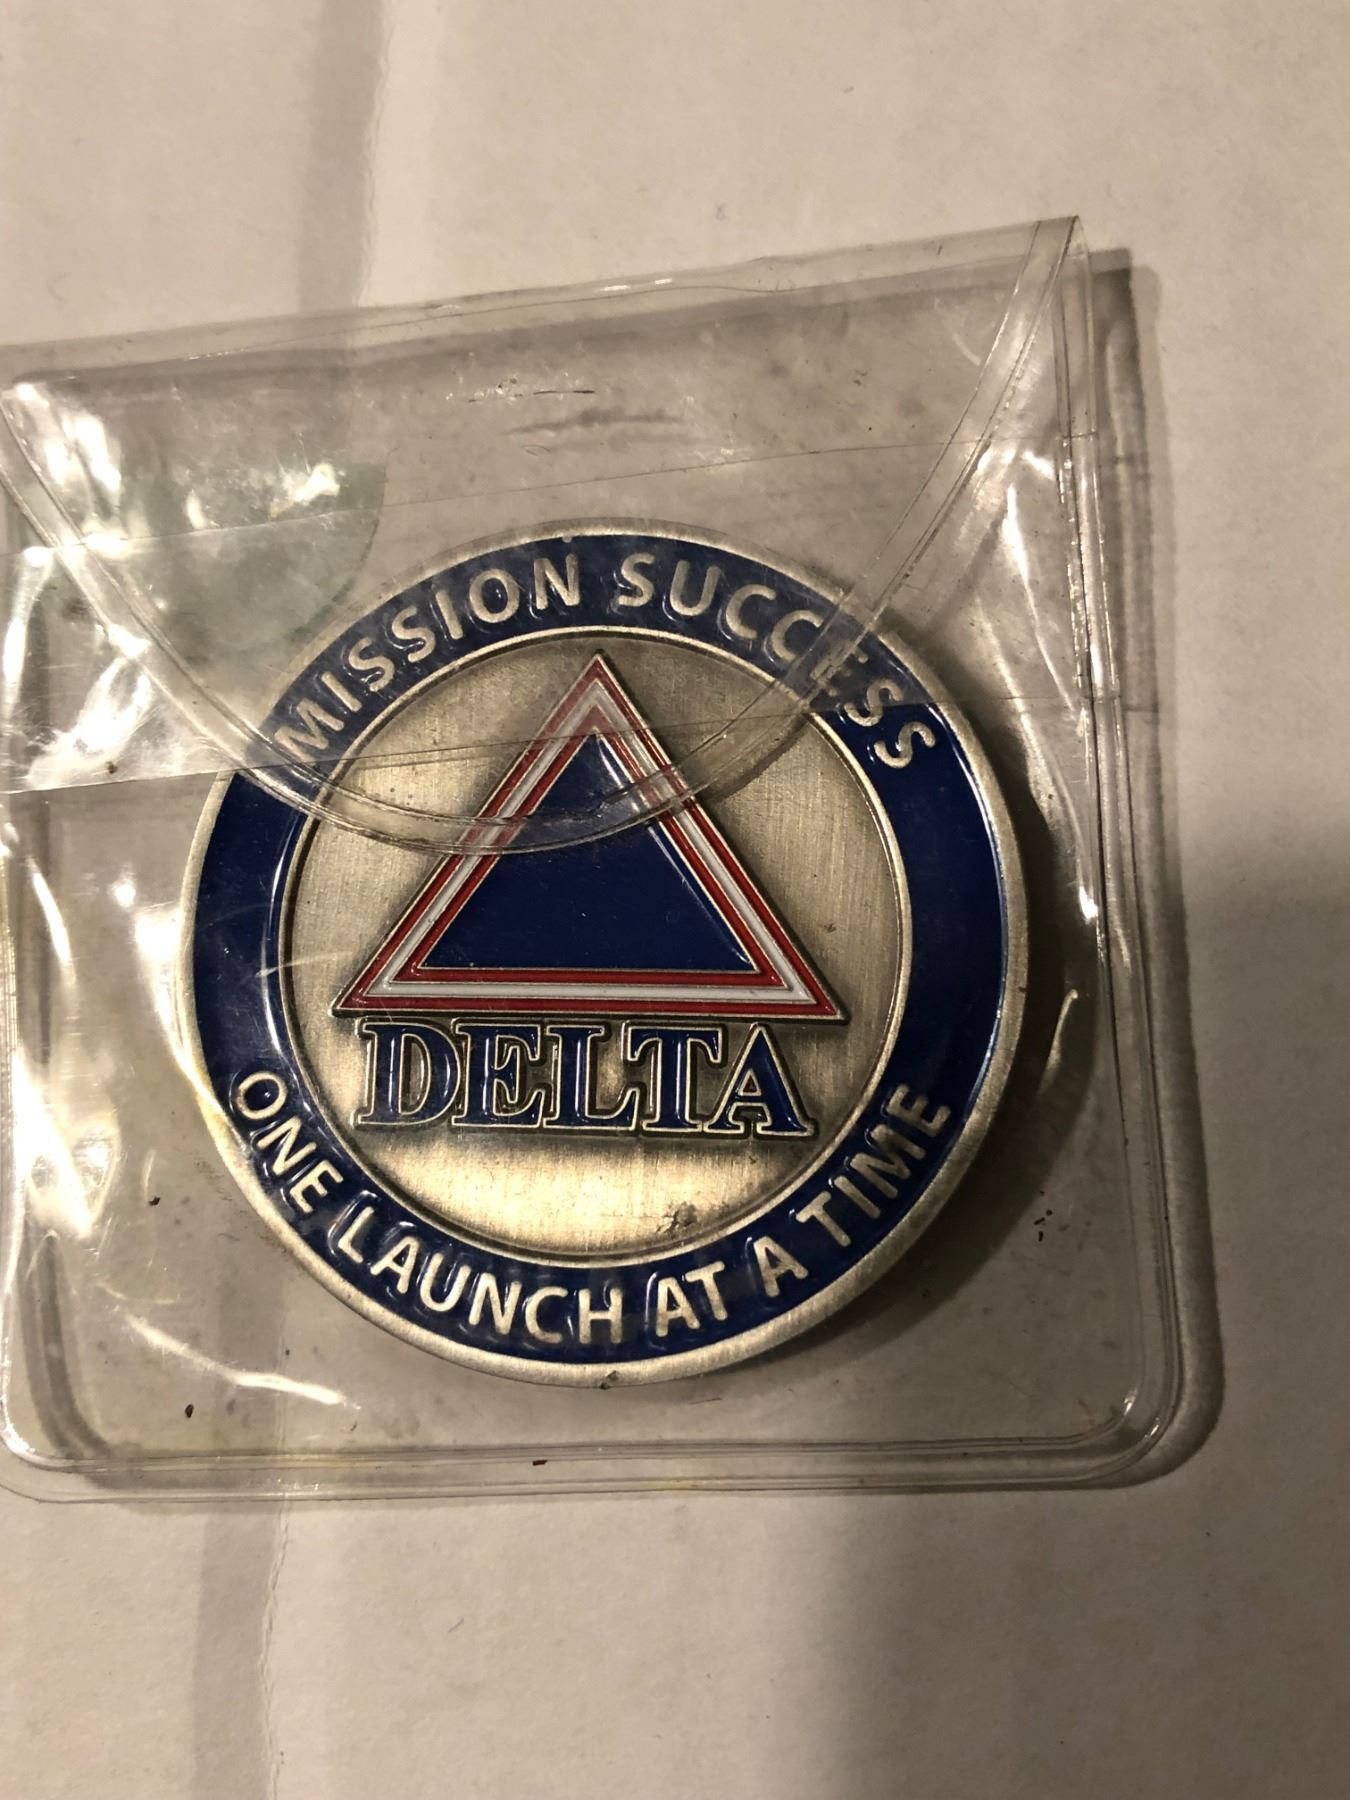 MISSION SUCCESS
DELTA
ONE LAUNCH AT A TIME